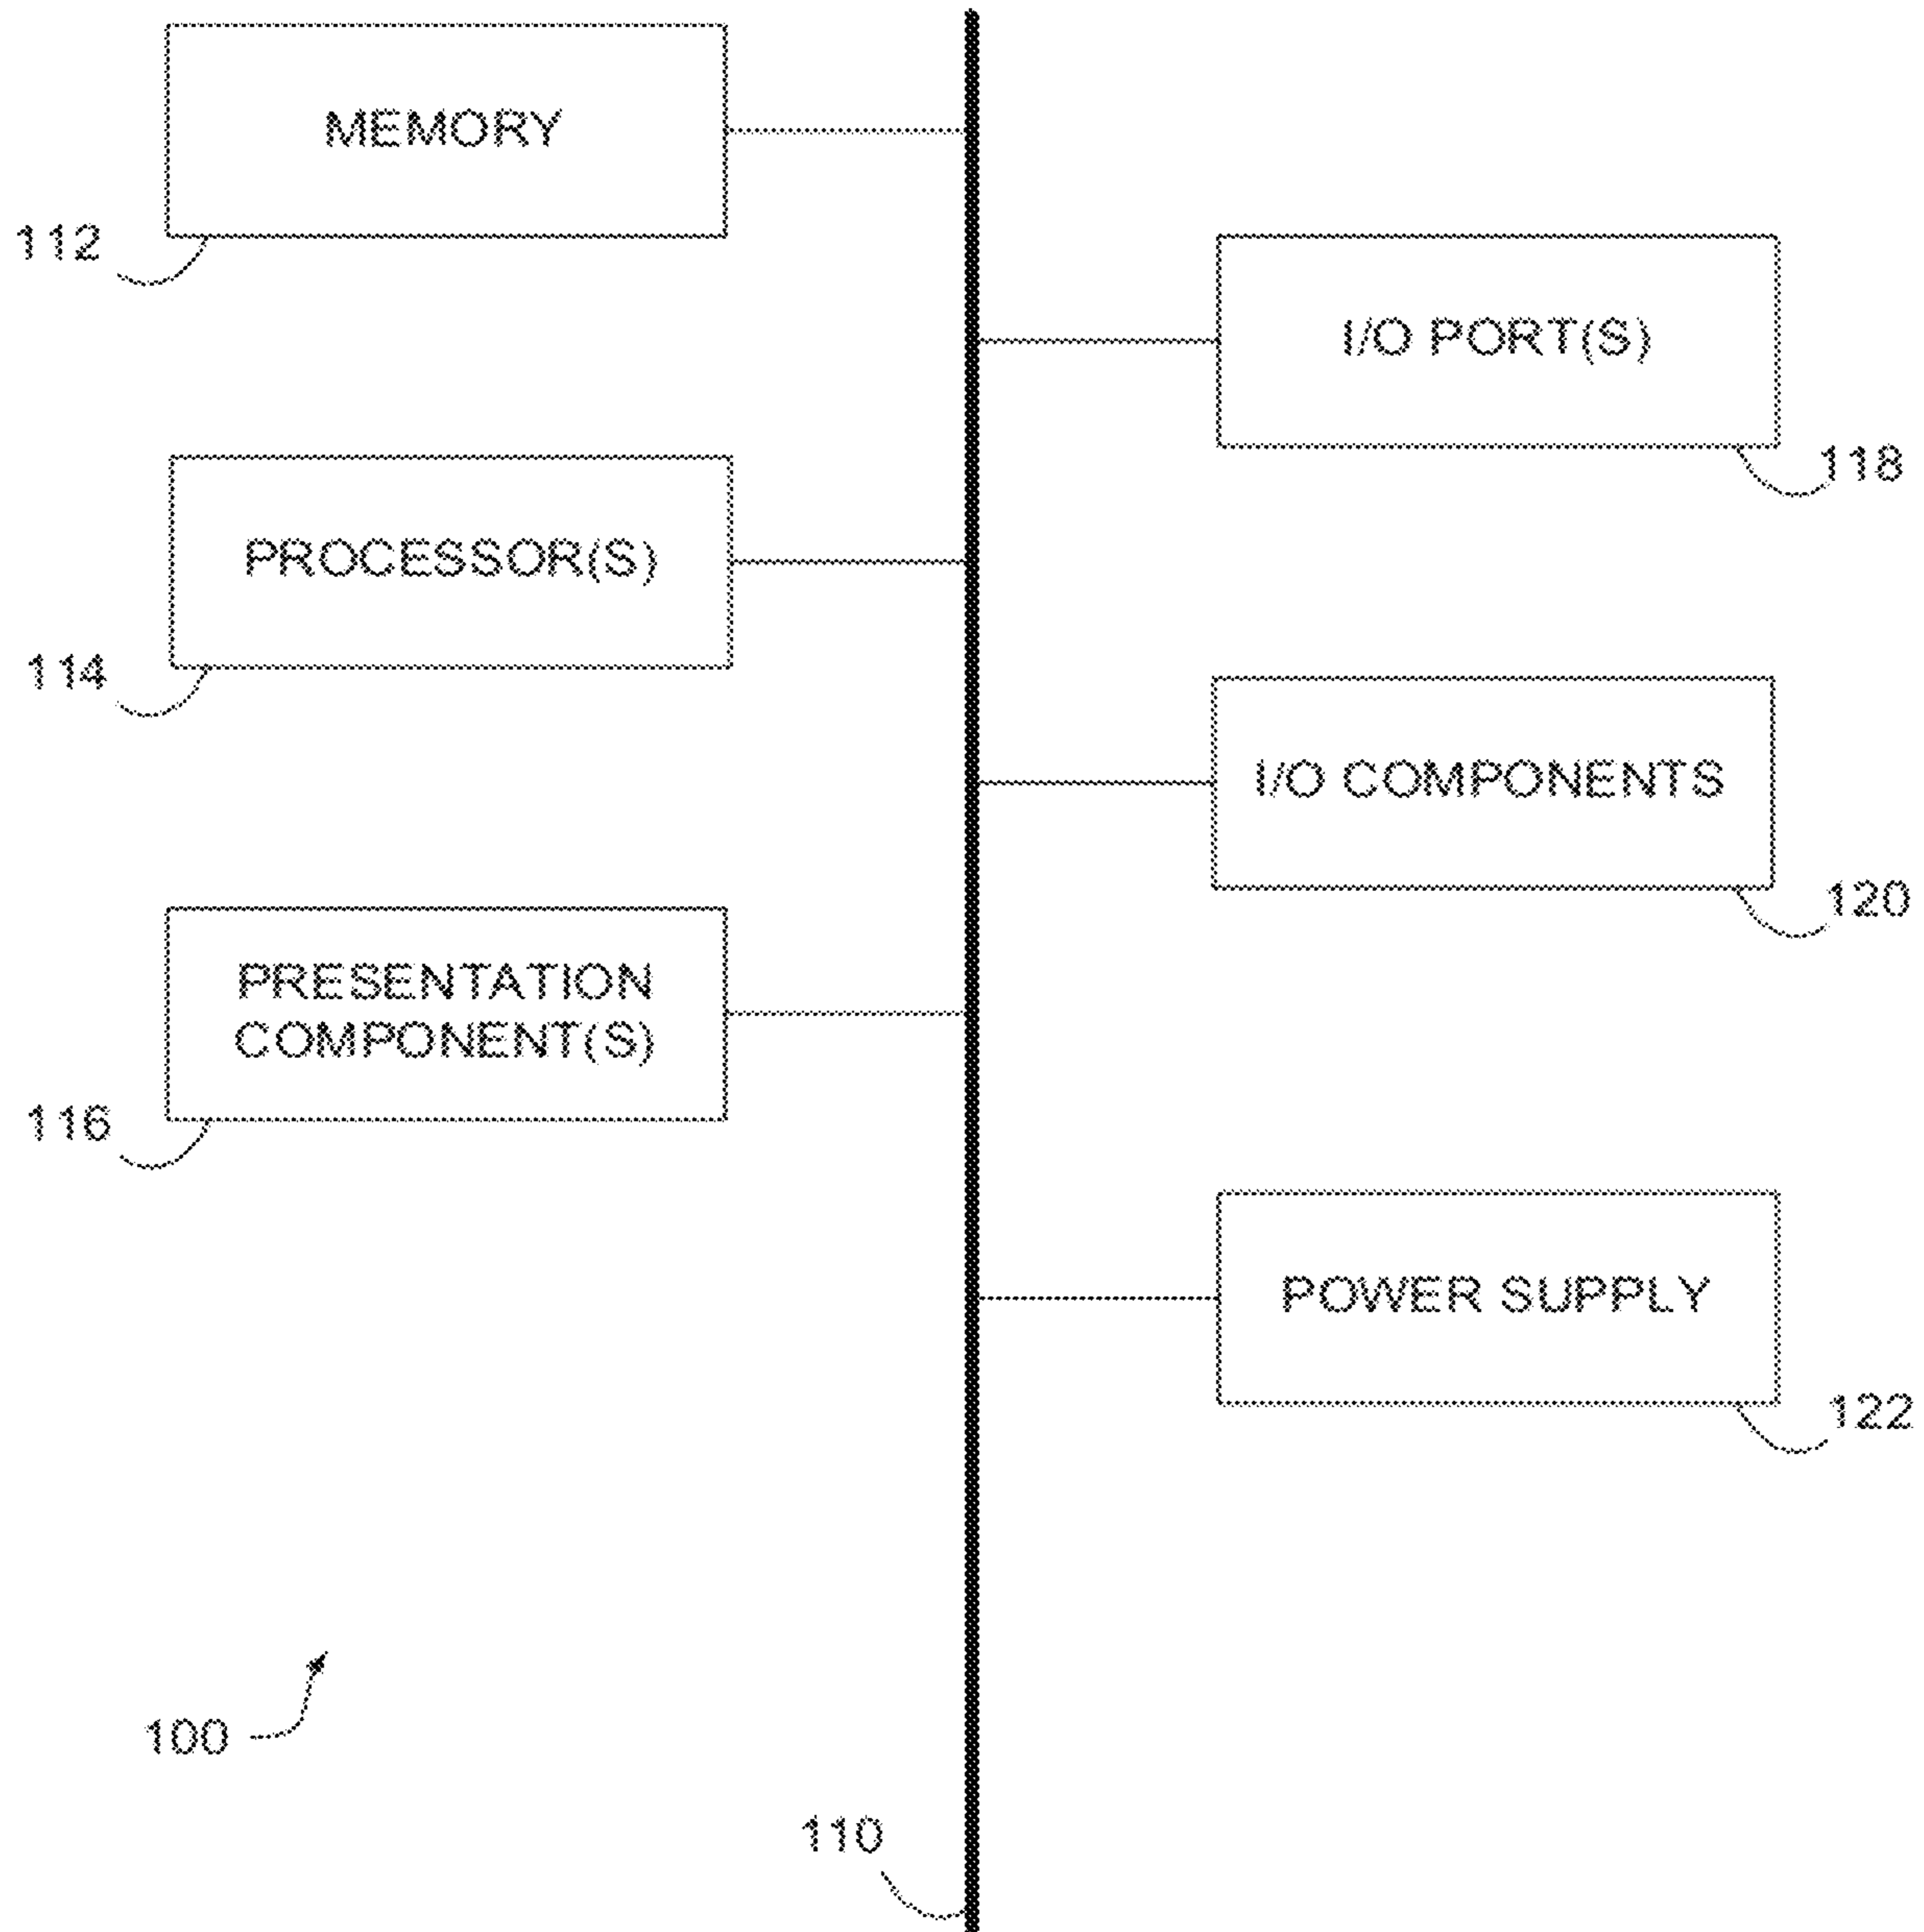 MEMORY
112
I/O PORT(S)
118
PROCESSOR(S)
114
I/O COMPONENTS
120
PRESENTATION
COMPONENT(S)
116
POWER SUPPLY
122
100
110